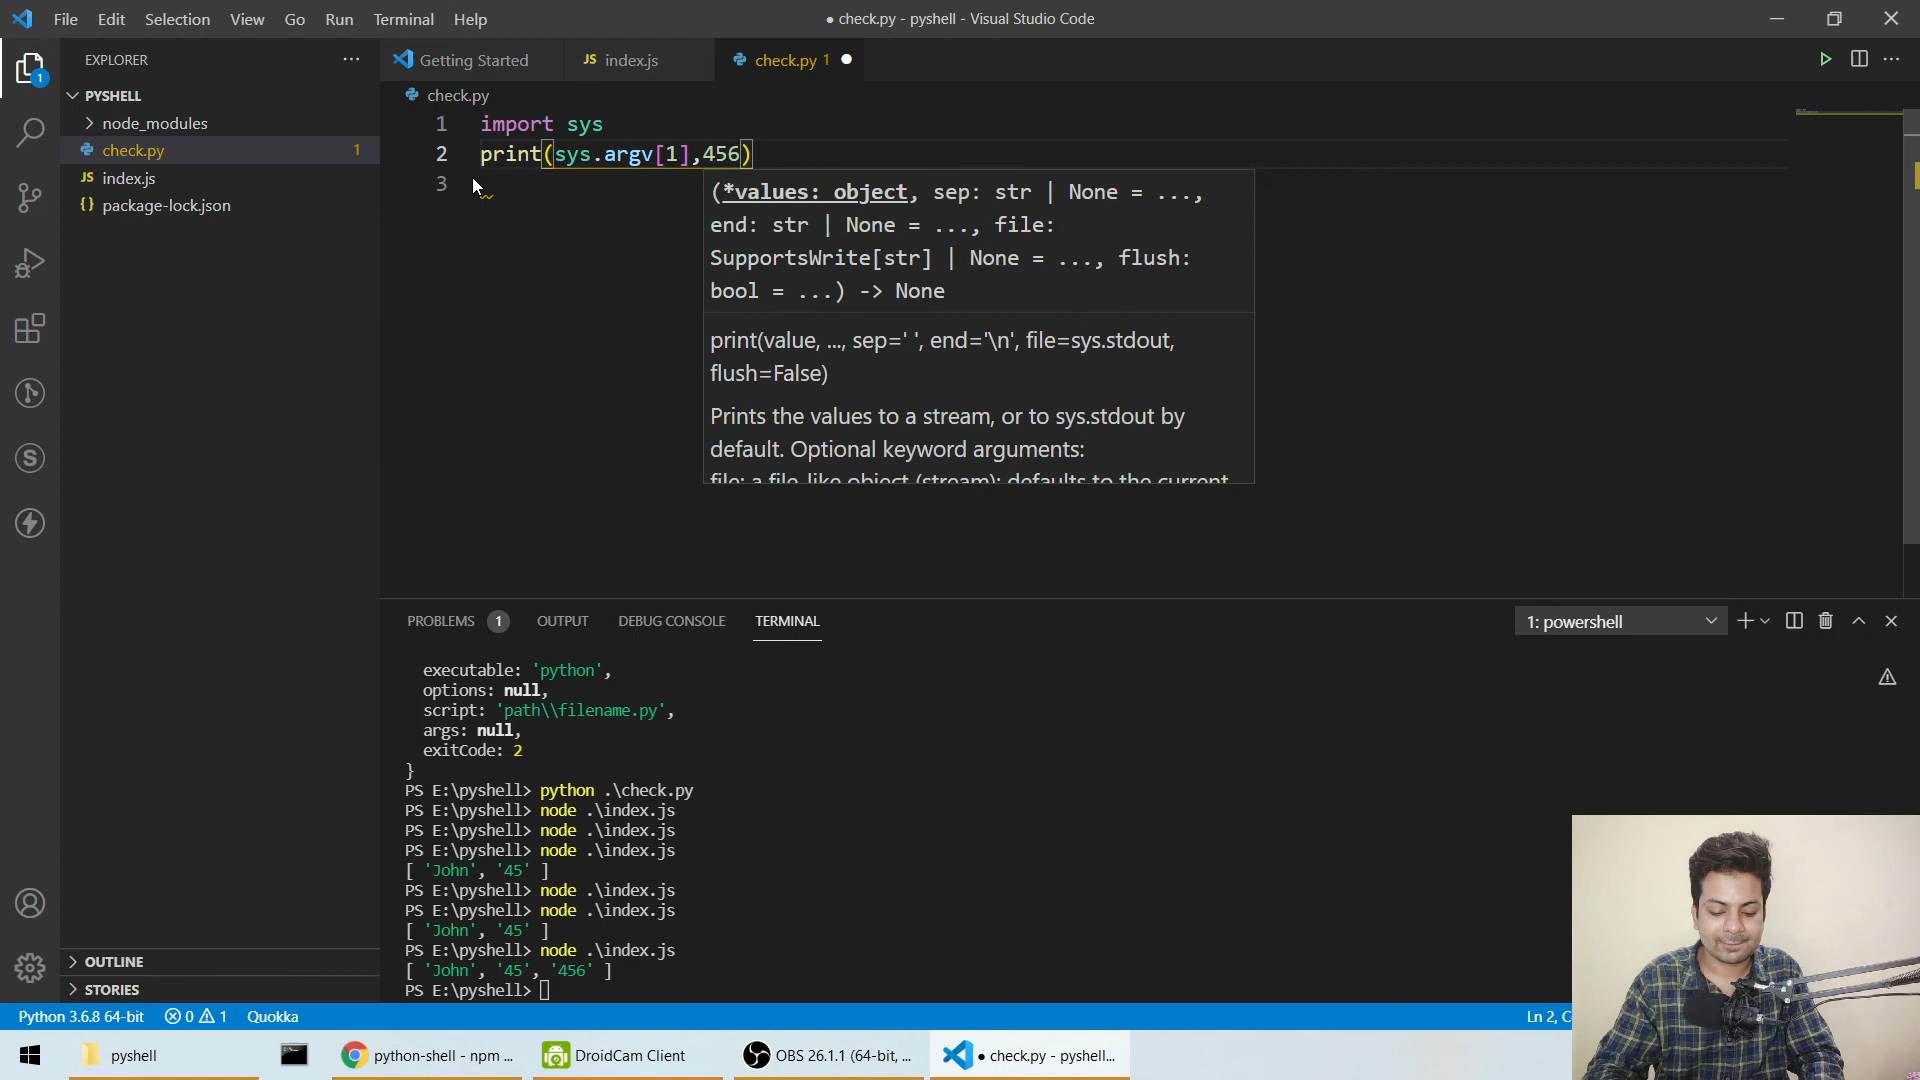 File Edit Selection View Go Run Terminal Help
● check.py - pyshell - Visual Studio Code
EXPLORER
Getting Started
JS index.js
check.py 1
1
PYSHELL
node_modules
check.py 1
JS index.js
{} package-lock.json
check.py
1 import sys
2 print(sys.argv[1],456)
3
(*values: object, sep: str | None = ...,
end: str | None = ..., file:
SupportsWrite[str] | None = ..., flush:
bool = ...) -> None
print(value, ..., sep=' ', end='\n', file=sys.stdout,
flush=False)
Prints the values to a stream, or to sys.stdout by
default. Optional keyword arguments:
file: a file-like object (stream); defaults to the current
PROBLEMS 1 OUTPUT DEBUG CONSOLE TERMINAL
1: powershell
executable: 'python',
options: null,
script: 'path\\filename.py',
args: null,
exitCode: 2
}
PS E:\pyshell> python .\check.py
PS E:\pyshell> node .\index.js
PS E:\pyshell> node .\index.js
PS E:\pyshell> node .\index.js
[ 'John', '45' ]
PS E:\pyshell> node .\index.js
PS E:\pyshell> node .\index.js
[ 'John', '45' ]
PS E:\pyshell> node .\index.js
[ 'John', '45', '456' ]
PS E:\pyshell>
OUTLINE
STORIES
Python 3.6.8 64-bit 0 1 Quokka
Ln 2, C
pyshell
python-shell - npm ...
DroidCam Client
OBS 26.1.1 (64-bit, ...
● check.py - pyshell...